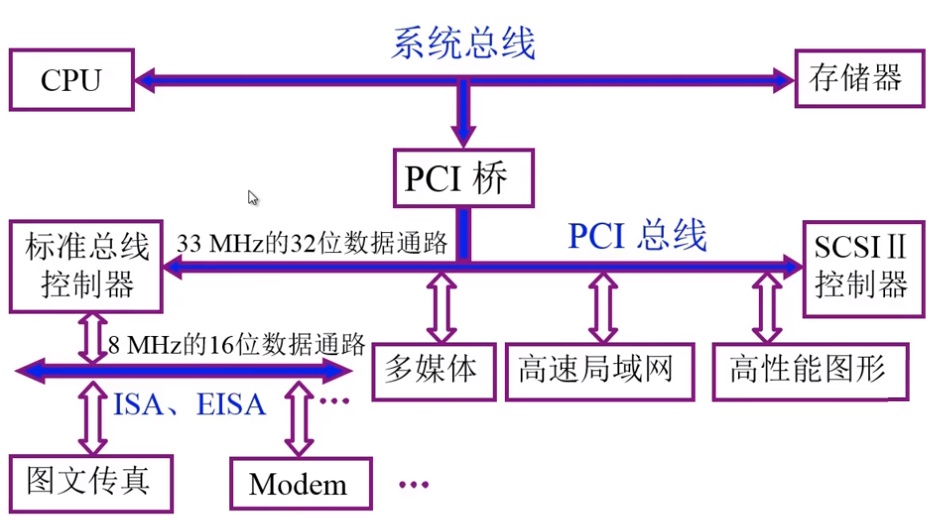 系统总线
CPU
存储器
PCI 桥
标准总线
控制器
33 MHz的32位数据通路
PCI 总线
SCSIⅡ
控制器
8 MHz的16位数据通路
多媒体
高速局域网
高性能图形
ISA、EISA
…
图文传真
Modem
…